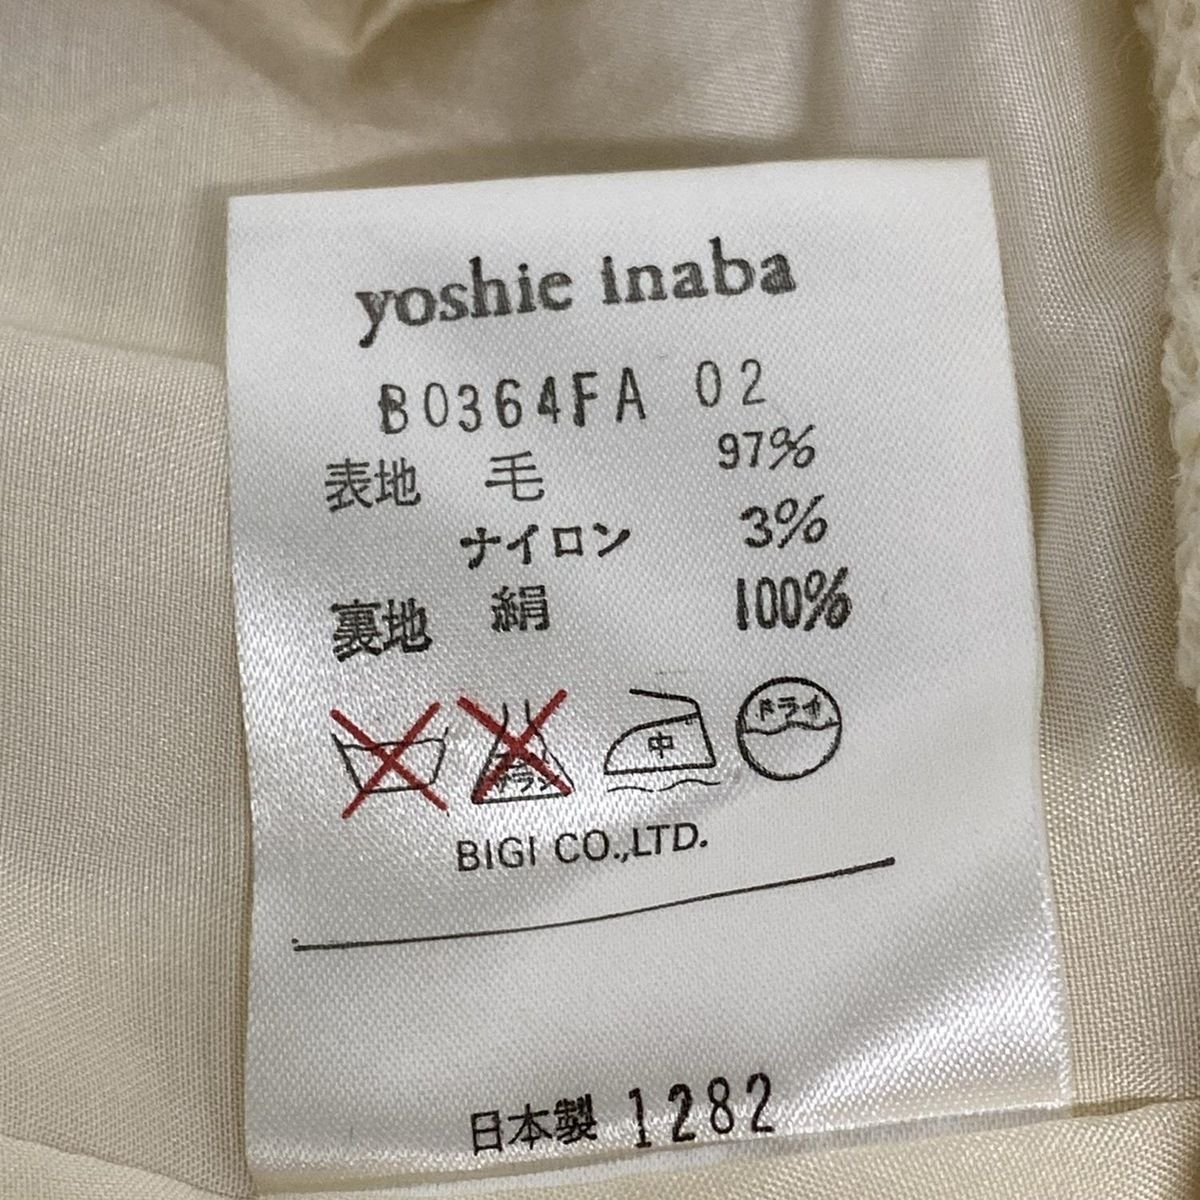 yoshie inaba
B0364FA 02
表地 毛 97%
ナイロン 3%
裏地 絹 100%
中 ドライ
BIGI CO.,LTD.
日本製 1282